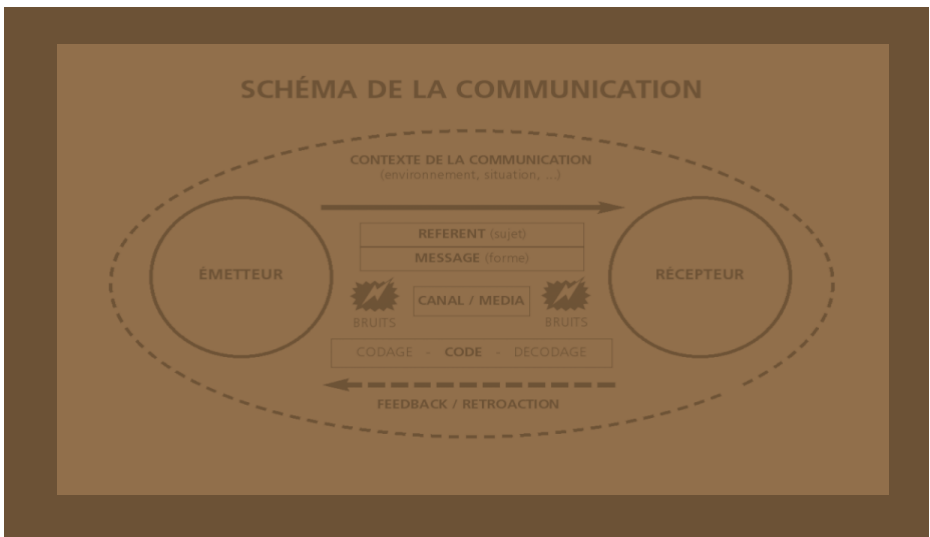 SCHÉMA DE LA COMMUNICATION
CONTEXTE DE LA COMMUNICATION
(environnement, situation, ...)
REFERENT (sujet)
MESSAGE (forme)
ÉMETTEUR
RÉCEPTEUR
CANAL / MEDIA
BRUITS
BRUITS
CODAGE - CODE - DECODAGE
FEEDBACK / RETROACTION